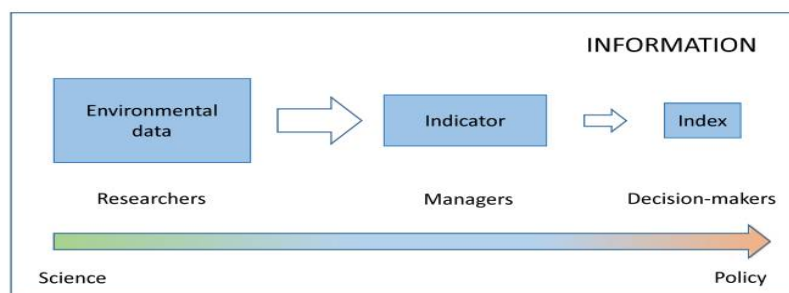 INFORMATION
Environmental
data
Indicator
Index
Researchers
Managers
Decision-makers
Science
Policy